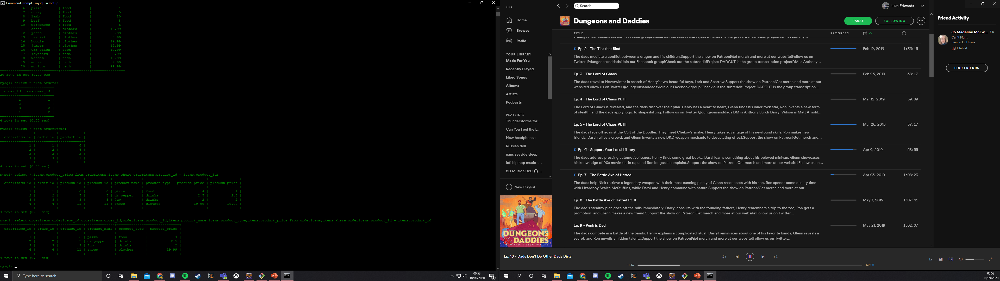 Command Prompt - mysql -u root -p
| 6 | pizza | food | 4 |
| 7 | curry | food | 5 |
| 8 | lamb | food | 10 |
| 9 | beef | food | 8 |
| 10 | porkchops | food | 6 |
| 11 | shoes | clothes | 19.99 |
| 12 | jeans | clothes | 39.99 |
| 13 | t-shirt | clothes | 8.99 |
| 14 | hoodie | clothes | 14.99 |
| 15 | jumper | clothes | 12.99 |
| 16 | USB stick | tech | 14.99 |
| 17 | keyboard | tech | 20.99 |
| 18 | webcam | tech | 19.99 |
| 19 | mouse | tech | 9.99 |
| 20 | monitor | tech | 49.99 |
20 rows in set (0.00 sec)
mysql> select * from orders;
| order_id | customer_id |
| 1 | 1 |
| 2 | 1 |
| 3 | 2 |
| 4 | 2 |
4 rows in set (0.00 sec)
mysql> select * from orderitems;
| orderitems_id | order_id | product_id |
| 1 | 1 | 6 |
| 2 | 2 | 5 |
| 3 | 3 | 3 |
| 4 | 4 | 11 |
4 rows in set (0.00 sec)
mysql> select *,items.product_price from orderitems,items where orderitems.product_id = items.product_id;
| orderitems_id | order_id | product_id | product_id | product_name | product_type | product_price | product_price |
| 1 | 1 | 6 | 6 | pizza | food | 4 | 4 |
| 2 | 2 | 5 | 5 | dr pepper | drinks | 2.5 | 2.5 |
| 3 | 3 | 3 | 3 | 7up | drinks | 2 | 2 |
| 4 | 4 | 11 | 11 | shoes | clothes | 19.99 | 19.99 |
4 rows in set (0.00 sec)
mysql> select orderitems.orderitems_id,orderitems.order_id,orderitems.product_id,items.product_name,items.product_type,items.product_price from orderitems,items where orderitems.product_id = items.product_id;
| orderitems_id | order_id | product_id | product_name | product_type | product_price |
| 1 | 1 | 6 | pizza | food | 4 |
| 2 | 2 | 5 | dr pepper | drinks | 2.5 |
| 3 | 3 | 3 | 7up | drinks | 2 |
| 4 | 4 | 11 | shoes | clothes | 19.99 |
4 rows in set (0.00 sec)
mysql>
Type here to search
00:53
18/09/2020
2
Home
Browse
Radio
YOUR LIBRARY
Made For You
Recently Played
Liked Songs
Albums
Artists
Podcasts
PLAYLISTS
Thunderstorms for ...
Can You Feel the L...
New headphones
Russian doll
nans seaside sleep
lofi hip hop music -...
8D Music 2020 🎧...
New Playlist
DUNGEONS
& DADDIES
*NOT A BDSM PODCAST
Search
Luke Edwards
Dungeons and Daddies
PAUSE
FOLLOWING
TITLE PROGRESS
Ep. 2 - The Ties that Bind Feb 12, 2019 1:36:15
The dads mediate a conflict between a dragon and his children.Support the show on Patreon!Get merch and more at our website!Follow us on
Twitter @dungeonsanddads!Join our Facebook group!Check out the subreddit!Project DADGUT is the group transcription projectDM is Anthony...
Ep. 3 - The Lord of Chaos Feb 26, 2019 58:17
The dads travel to Neverwinter in search of Henry's two beautiful boys, Lark and Sparrow.Support the show on Patreon!Get merch and more at our
website!Follow us on Twitter @dungeonsanddads!Join our Facebook group!Check out the subreddit!Project DADGUT is the group transcription...
Ep. 4 - The Lord of Chaos Pt. II Mar 12, 2019 59:09
The Lord of Chaos is revealed, and the dads discover their plan. Henry has a heart to heart, Glenn finds his inner rock star, Ron invents a new form
of stealth, and the dads apply logic to shapeshifting. Follow us on Twitter @dungeonsanddads DM is Anthony Burch Darryl Wilson is Matt Arnold...
Ep. 5 - The Lord of Chaos Pt. III Mar 26, 2019 57:17
The dads face off against the Cult of the Doodler. They meet Chekov's snake, Henry takes advantage of his newfound skills, Ron makes new
friends, Daryl rallies a crowd, and Glenn invents a new D&D weapon mechanic to devastating effect.Support the show on Patreon!Get merch and...
Ep. 6 - Support Your Local Library Apr 9, 2019 58:55
The dads address pressing automotive issues. Henry finds some great books, Daryl learns something about his beloved minivan, Glenn showcases
his knowledge of 90s movie tie-in rap, and Ron lodges a complaint.Support the show on Patreon!Get merch and more at our website!Follow us on...
Ep. 7 - The Battle Axe of Hatred Apr 23, 2019 1:08:23
The dads help Nick retrieve a legendary weapon with their most cunning plan yet! Glenn reconnects with his son, Ron spends some quality time
with Lizardboy Scales McStuffins, while Daryl and Henry commune with nature.Support the show on Patreon!Get merch and more at our...
Ep. 8 - The Battle Axe of Hatred Pt. II May 7, 2019 1:07:41
The dad's stealthy plan goes off the rails immediately. Darryl consults with the founding fathers, Henry remembers a trip to the zoo, Ron gets a
promotion, and Glenn makes a new friend.Support the show on Patreon!Get merch and more at our website!Follow us on Twitter...
Ep. 9 - Punk is Dad May 21, 2019 1:02:07
The dads compete in a battle of the bands. Henry explains a complicated ritual, Darryl reminisces about one of his favorite bands, Glenn reveals a
secret, and Ron unveils a hidden talent...Support the show on Patreon!Get merch and more at our website!Follow us on Twitter...
Friend Activity
Jo Madeline McEw... 7 h
Can't Fight
Lianne La Havas
Chilled
FIND FRIENDS
Ep. 10 - Dads Don't Do Other Dads Dirty
11:43
62:08
1x
00:53
18/09/2020